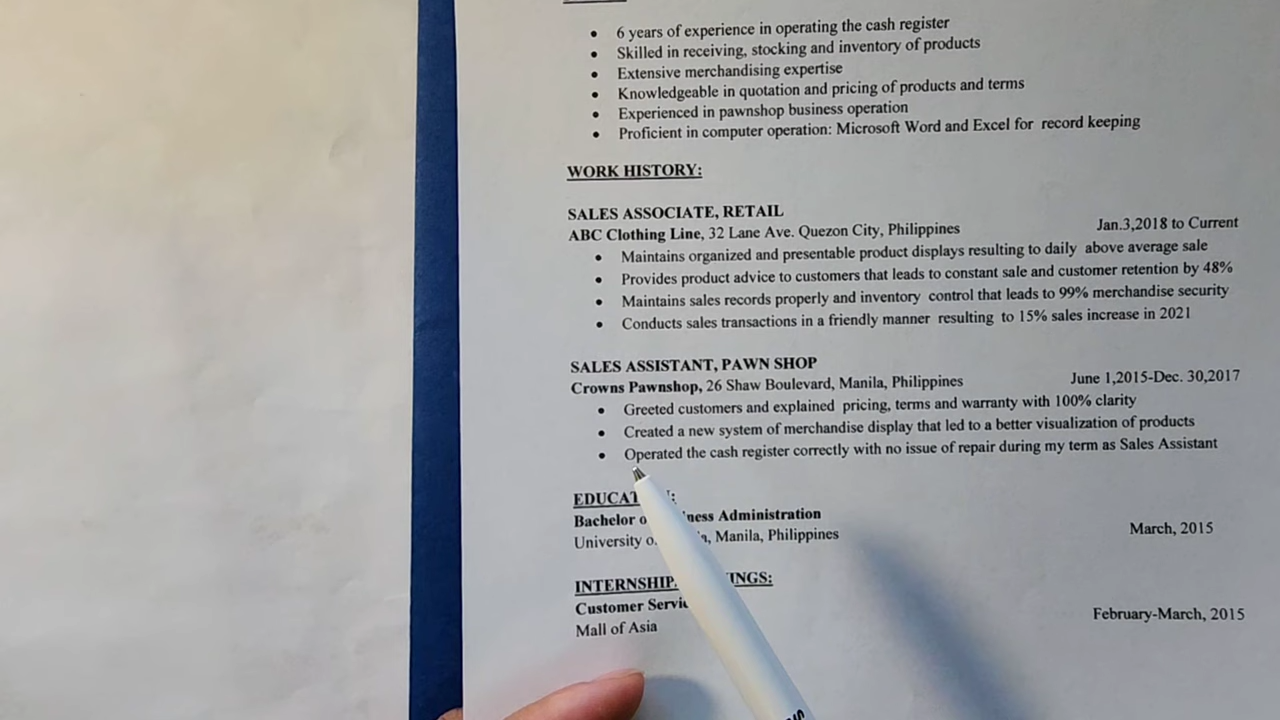 6 years of experience in operating the cash register
Skilled in receiving, stocking and inventory of products
Extensive merchandising expertise
Knowledgeable in quotation and pricing of products and terms
Experienced in pawnshop business operation
Proficient in computer operation: Microsoft Word and Excel for record keeping
WORK HISTORY:
SALES ASSOCIATE, RETAIL
ABC Clothing Line, 32 Lane Ave. Quezon City, Philippines Jan.3,2018 to Current
Maintains organized and presentable product displays resulting to daily above average sale
Provides product advice to customers that leads to constant sale and customer retention by 48%
Maintains sales records properly and inventory control that leads to 99% merchandise security
Conducts sales transactions in a friendly manner resulting to 15% sales increase in 2021
SALES ASSISTANT, PAWN SHOP
Crowns Pawnshop, 26 Shaw Boulevard, Manila, Philippines June 1,2015-Dec. 30,2017
Greeted customers and explained pricing, terms and warranty with 100% clarity
Created a new system of merchandise display that led to a better visualization of products
Operated the cash register correctly with no issue of repair during my term as Sales Assistant
Bachelor Administration
University Manila, Philippines March, 2015
Customer February-March, 2015
Mall of Asia